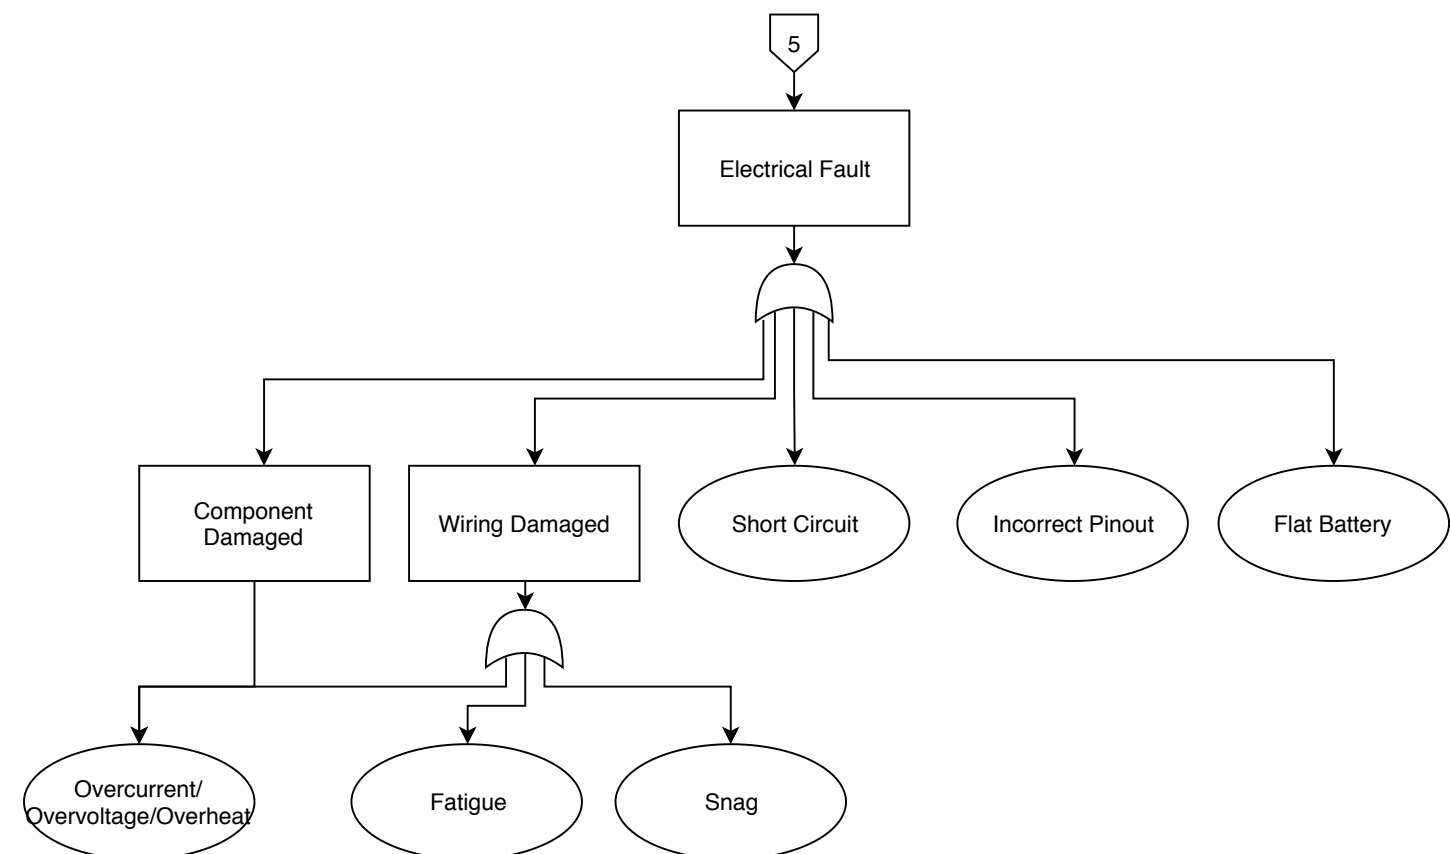 5
Electrical Fault
Component
Damaged
Wiring Damaged
Short Circuit
Incorrect Pinout
Flat Battery
Overcurrent/
Overvoltage/Overheat
Fatigue
Snag